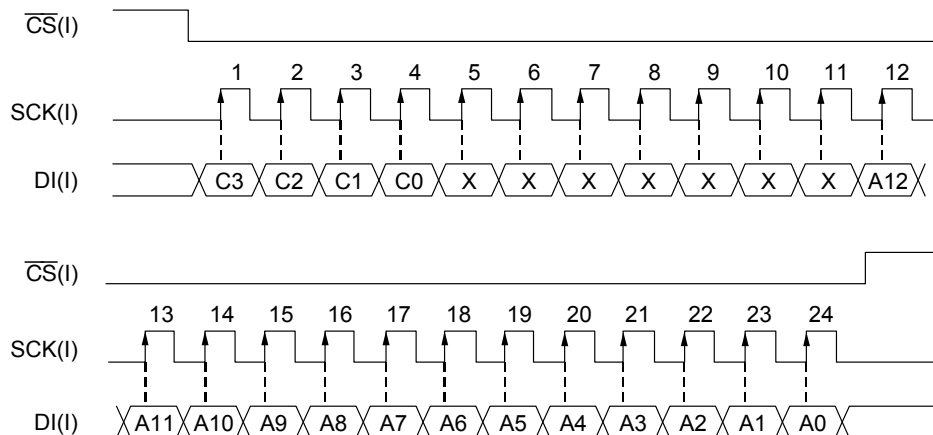 CS(I)
1 2 3 4 5 6 7 8 9 10 11 12
SCK(I)
DI(I) C3 C2 C1 C0 X X X X X X X A12
CS(I)
13 14 15 16 17 18 19 20 21 22 23 24
SCK(I)
DI(I) A11 A10 A9 A8 A7 A6 A5 A4 A3 A2 A1 A0